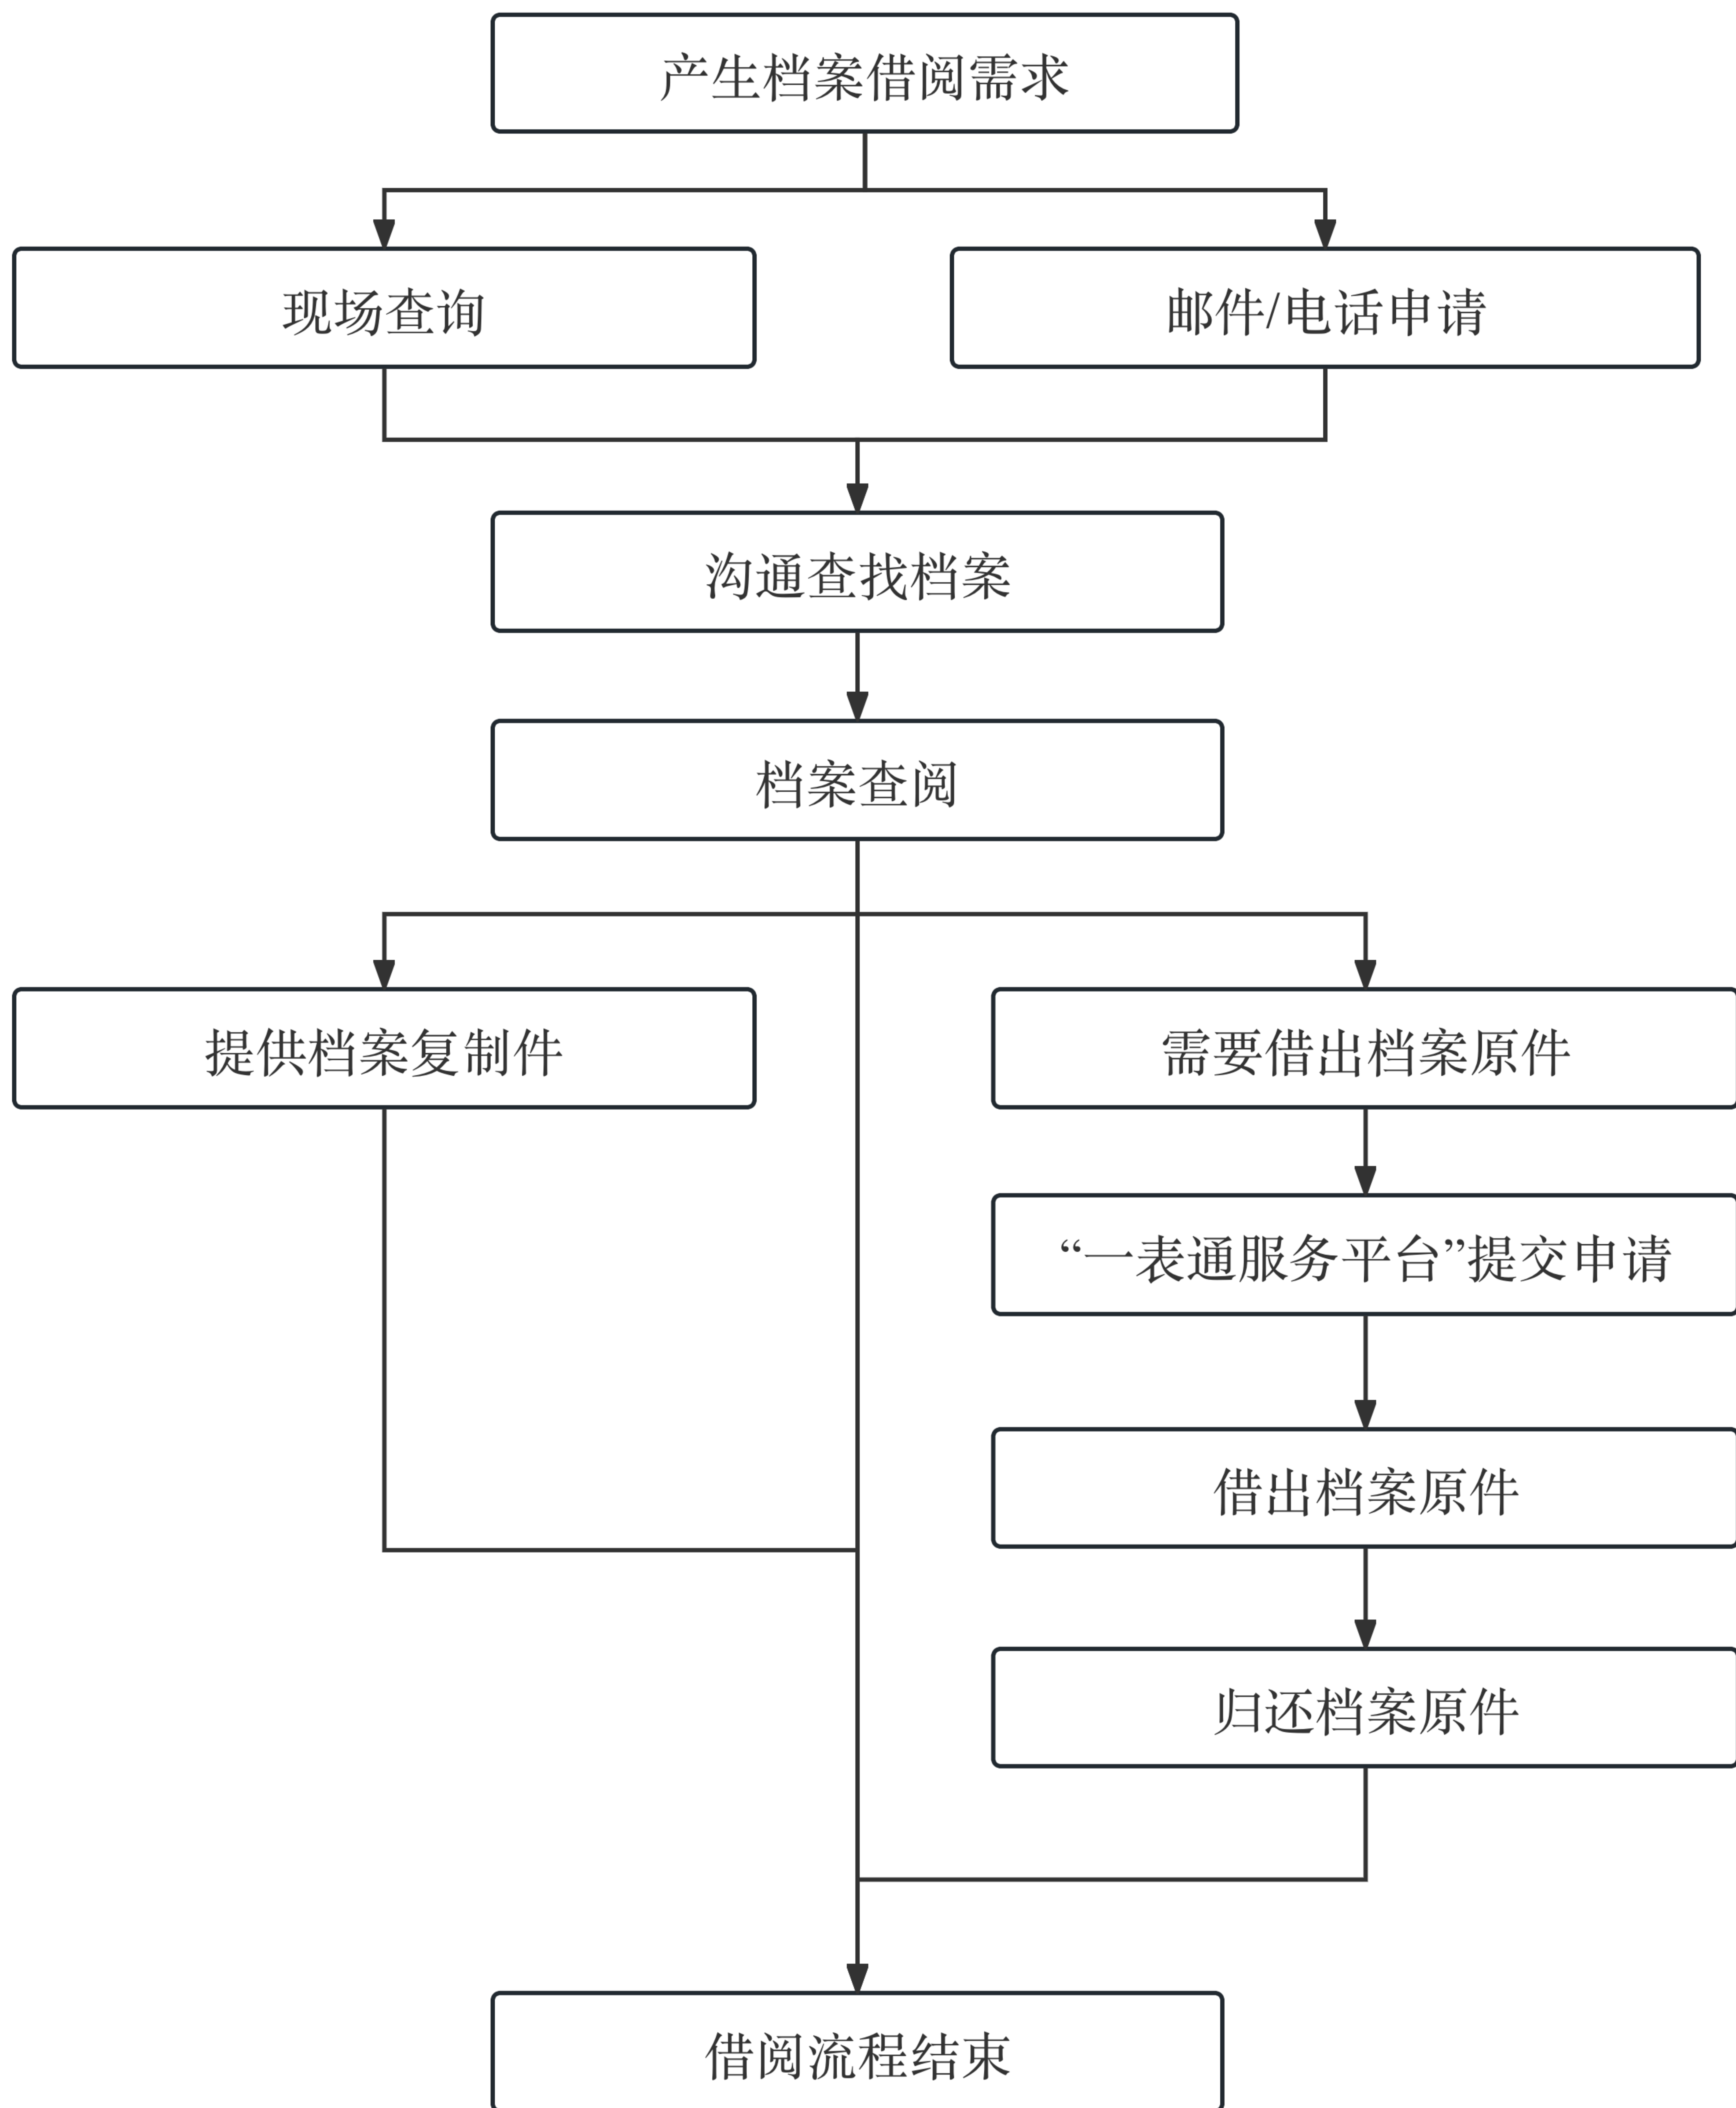 产生档案借阅需求
现场查询
邮件/电话申请
沟通查找档案
档案查阅
提供档案复制件
需要借出档案原件
“一表通服务平台”提交申请
借出档案原件
归还档案原件
借阅流程结束